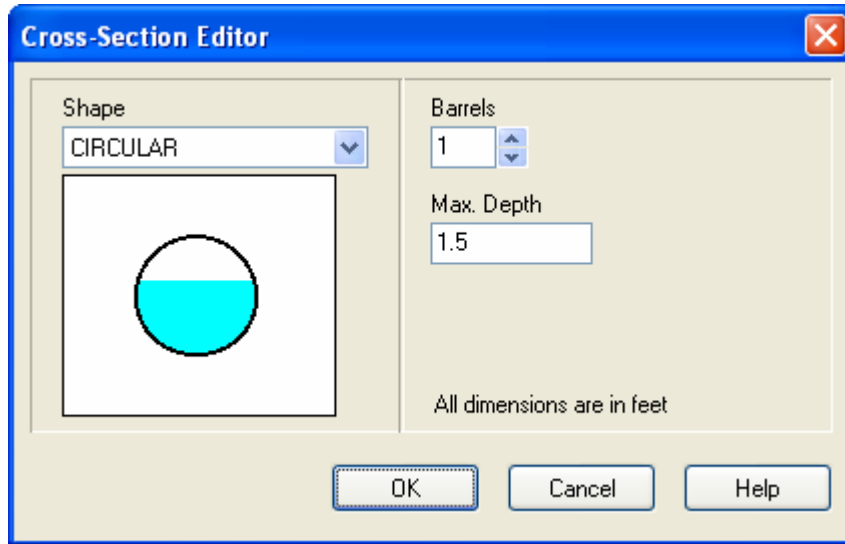 Cross-Section Editor
Shape
CIRCULAR
Barrels
1
Max. Depth
1.5
All dimensions are in feet
OK
Cancel
Help